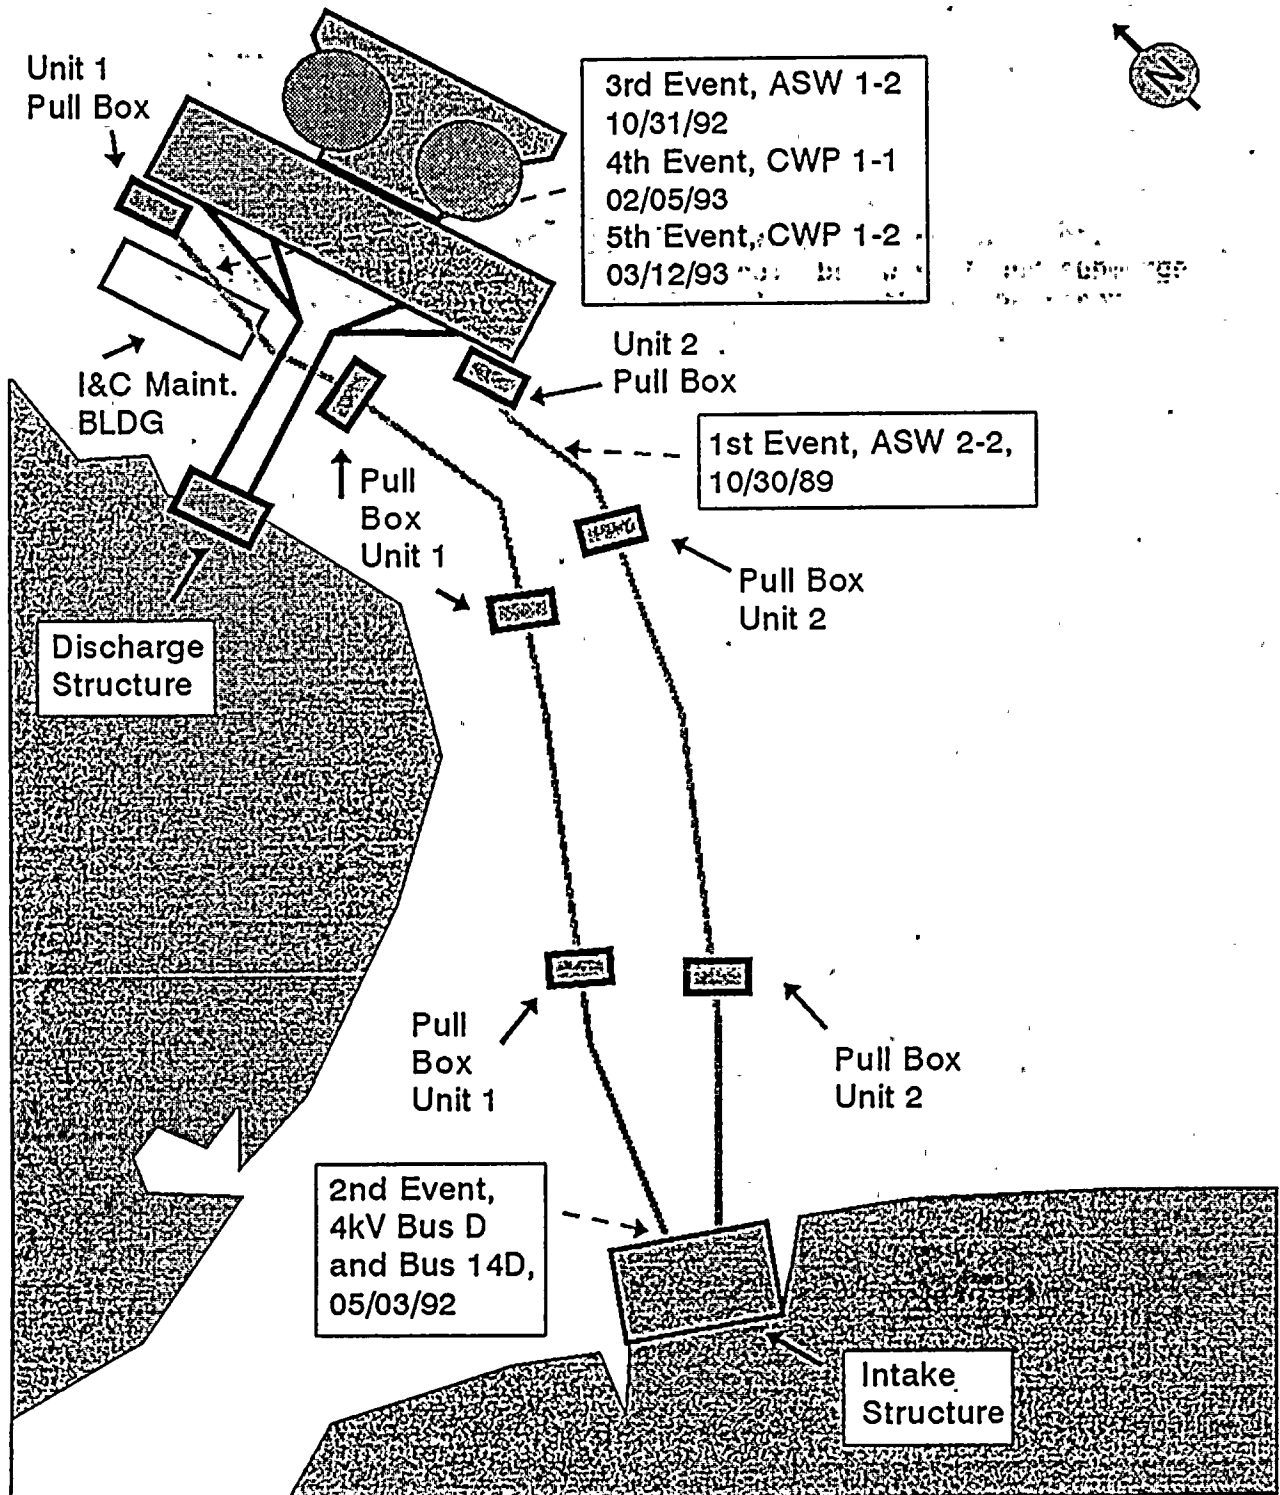 Unit 1
Pull Box
N
3rd Event, ASW 1-2
10/31/92
4th Event, CWP 1-1
02/05/93
5th Event, CWP 1-2
03/12/93
Unit 2
Pull Box
I&C Maint.
BLDG
1st Event, ASW 2-2,
10/30/89
Pull
Box
Unit 1
Pull Box
Unit 2
Discharge
Structure
Pull
Box
Unit 1
Pull Box
Unit 2
2nd Event,
4kV Bus D
and Bus 14D,
05/03/92
Intake
Structure